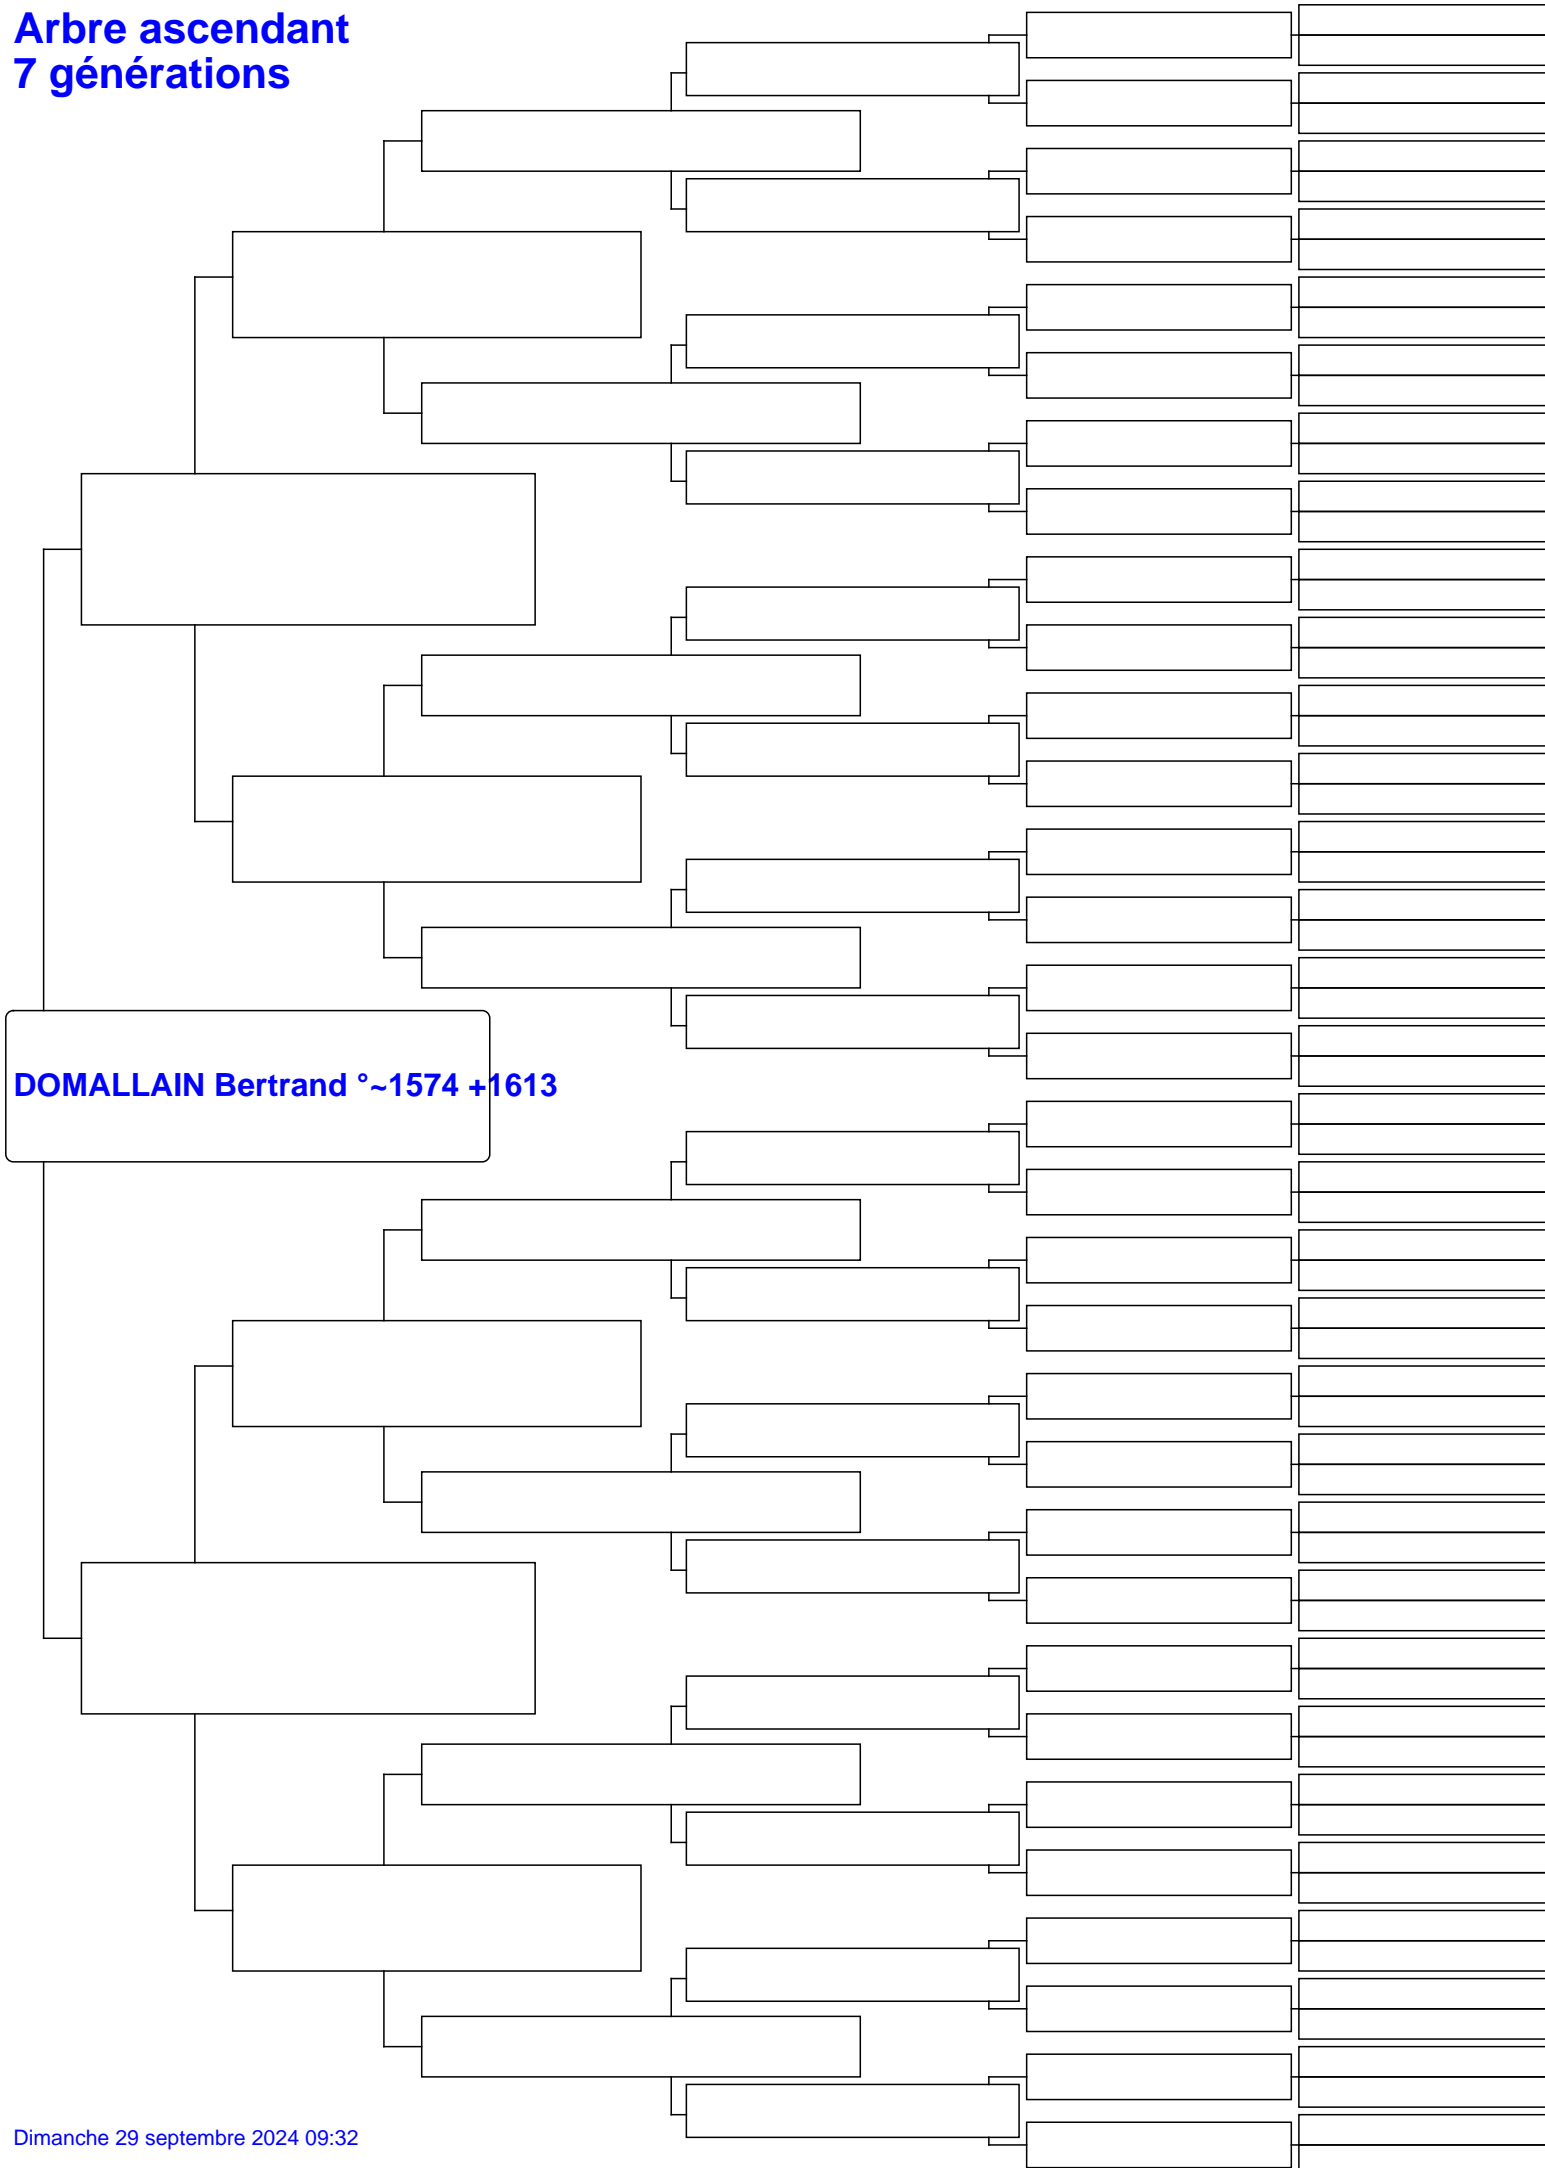 Arbre ascendant
7 générations
DOMALLAIN Bertrand °~1574 +1613
Dimanche 29 septembre 2024 09:32